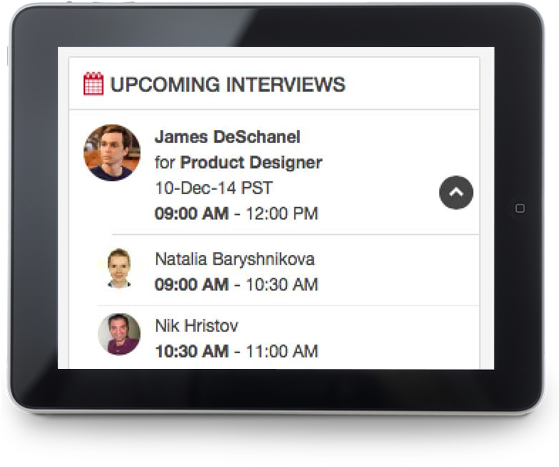 UPCOMING INTERVIEWS
James DeSchanel
for Product Designer
10-Dec-14 PST
09:00 AM - 12:00 PM
Natalia Baryshnikova
09:00 AM - 10:30 AM
Nik Hristov
10:30 AM - 11:00 AM